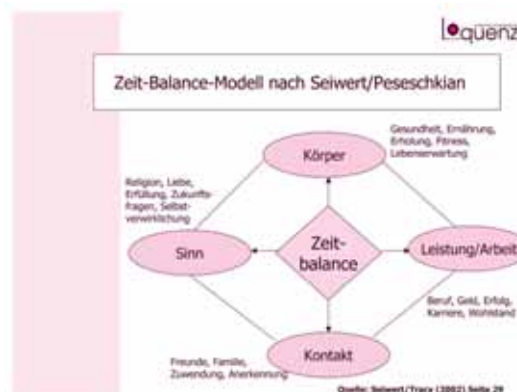 Loquenz
Zeit-Balance-Modell nach Seiwert/Peseschkian
Gesundheit, Ernährung,
Erholung, Fitness,
Lebenserwartung
Körper
Religion, Liebe,
Erfüllung, Zukunfts-
fragen, Selbst-
verwirklichung
Sinn
Zeit-
balance
Leistung/Arbeit
Beruf, Geld, Erfolg,
Karriere, Wohlstand
Kontakt
Freunde, Familie,
Zuwendung, Anerkennung
Quelle: Seiwert/Tracy (2002) Seite 29